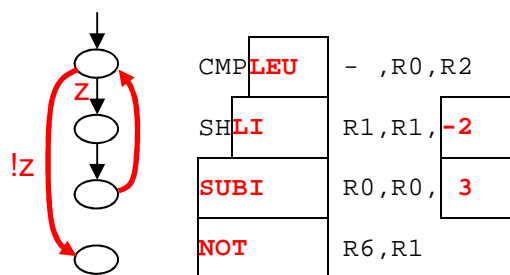 CMPLEU - ,R0,R2
z
SHLI R1,R1,-2
!z
SUBI R0,R0, 3
NOT R6,R1